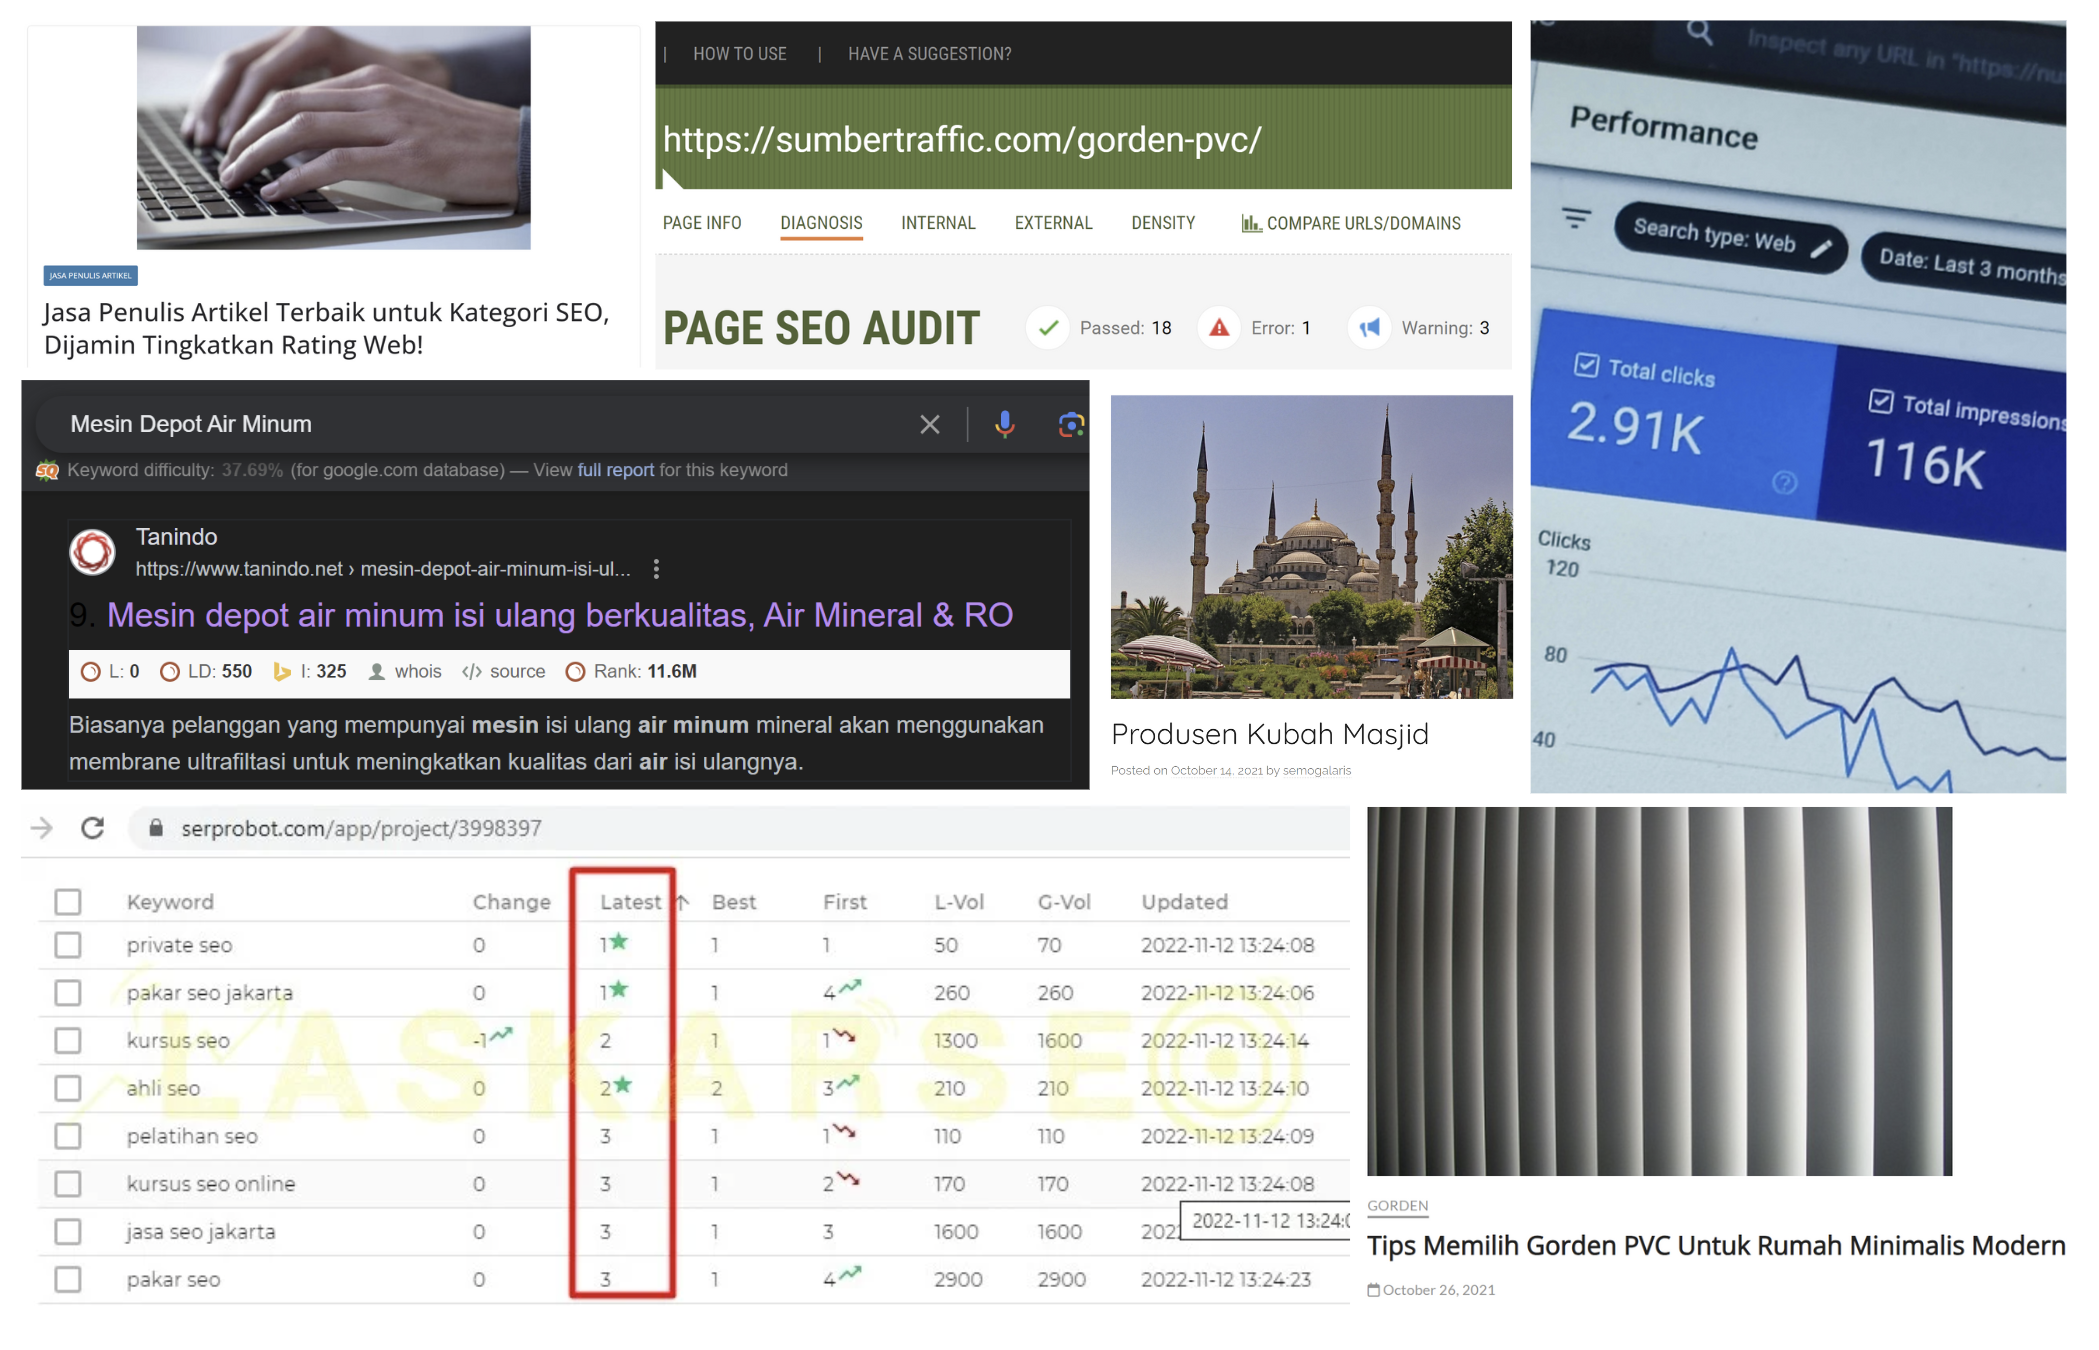 JASA PENULIS ARTIKEL
Jasa Penulis Artikel Terbaik untuk Kategori SEO,
Dijamin Tingkatkan Rating Web!
| HOW TO USE | HAVE A SUGGESTION?
https://sumbertraffic.com/gorden-pvc/
PAGE INFO DIAGNOSIS INTERNAL EXTERNAL DENSITY COMPARE URLS/DOMAINS
PAGE SEO AUDIT Passed: 18 Error: 1 Warning: 3
Inspect any URL in "https://nu
Performance
Search type: Web Date: Last 3 months
Total clicks
2.91K
Total impressions
116K
Clicks
120
80
40
Mesin Depot Air Minum
SQ Keyword difficulty: 37.69% (for google.com database) — View full report for this keyword
Tanindo
https://www.tanindo.net › mesin-depot-air-minum-isi-ul...
9. Mesin depot air minum isi ulang berkualitas, Air Mineral & RO
L: 0 LD: 550 I: 325 whois </> source Rank: 11.6M
Biasanya pelanggan yang mempunyai mesin isi ulang air minum mineral akan menggunakan
membrane ultrafiltasi untuk meningkatkan kualitas dari air isi ulangnya.
Produsen Kubah Masjid
Posted on October 14, 2021 by semogalaris
serprobot.com/app/project/3998397
Keyword Change Latest ↑ Best First L-Vol G-Vol Updated
private seo 0 1 1 1 50 70 2022-11-12 13:24:08
pakar seo jakarta 0 1 1 4 260 260 2022-11-12 13:24:06
kursus seo -1 2 1 1 1300 1600 2022-11-12 13:24:14
ahli seo 0 2 2 3 210 210 2022-11-12 13:24:10
pelatihan seo 0 3 1 1 110 110 2022-11-12 13:24:09
kursus seo online 0 3 1 2 170 170 2022-11-12 13:24:08
2022-11-12 13:24:0
jasa seo jakarta 0 3 1 3 1600 1600 202
pakar seo 0 3 1 4 2900 2900 2022-11-12 13:24:23
LASKARSEO
GORDEN
Tips Memilih Gorden PVC Untuk Rumah Minimalis Modern
October 26, 2021